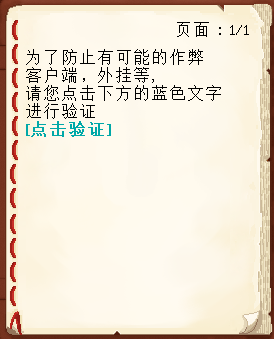 页面：1/1
为了防止有可能的作弊
客户端，外挂等,
请您点击下方的蓝色文字
进行验证
[点击验证]